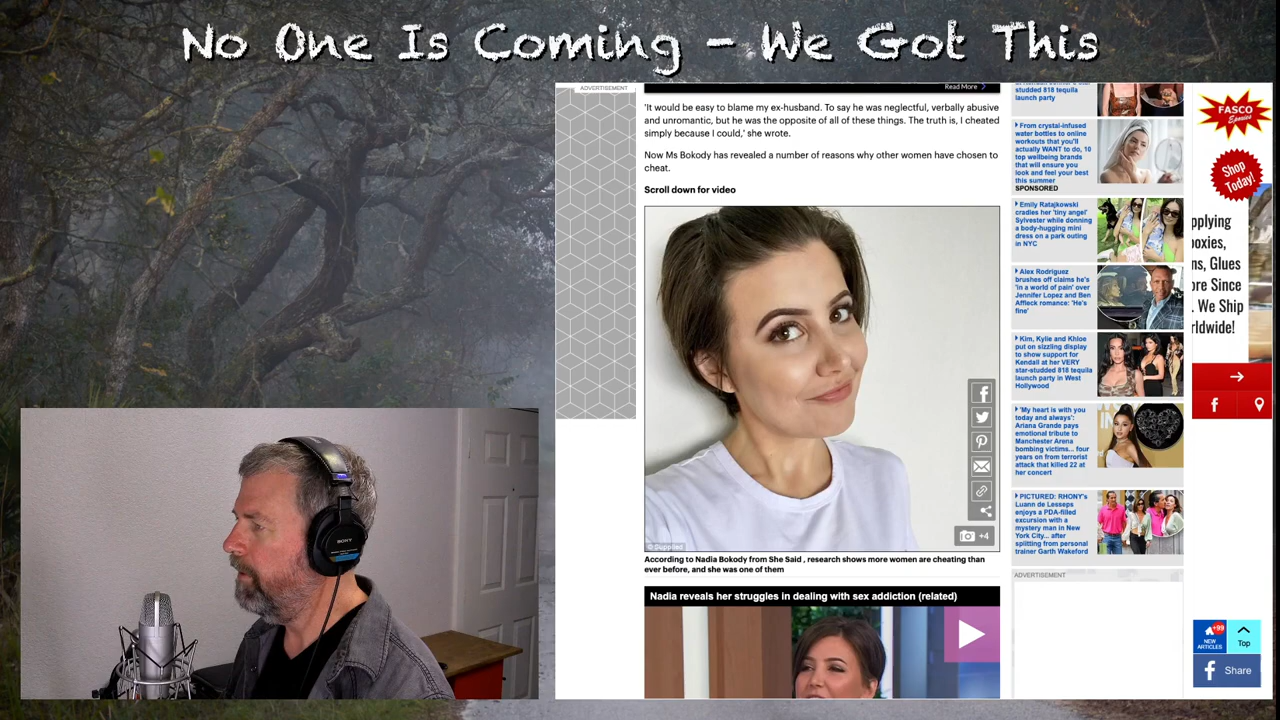 No One Is Coming - We Got This
ADVERTISEMENT
Read More
'It would be easy to blame my ex-husband. To say he was neglectful, verbally abusive
and unromantic, but he was the opposite of all of these things. The truth is, I cheated
simply because I could,' she wrote.
Now Ms Bokody has revealed a number of reasons why other women have chosen to
cheat.
Scroll down for video
+4
According to Nadia Bokody from She Said , research shows more women are cheating than
ever before, and she was one of them
Nadia reveals her struggles in dealing with sex addiction (related)
studded 818 tequila
launch party
From crystal-infused
water bottles to online
workouts that you'll
actually WANT to do, 10
top wellbeing brands
that will ensure you
look and feel your best
this summer
SPONSORED
Emily Ratajkowski
cradles her 'tiny angel'
Sylvester while donning
a body-hugging mini
dress on a park outing
in NYC
Alex Rodriguez
brushes off claims he's
'in a world of pain' over
Jennifer Lopez and Ben
Affleck romance: 'He's
fine'
Kim, Kylie and Khloe
put on sizzling display
to show support for
Kendall at her VERY
star-studded 818 tequila
launch party in West
Hollywood
'My heart is with you
today and always':
Ariana Grande pays
emotional tribute to
Manchester Arena
bombing victims... four
years on from terrorist
attack that killed 22 at
her concert
PICTURED: RHONY's
Luann de Lesseps
enjoys a PDA-filled
excursion with a
mystery man in New
York City... after
splitting from personal
trainer Garth Wakeford
ADVERTISEMENT
FASCO
Epoxies
Shop
Today!
pplying
oxies,
ns, Glues
ore Since
. We Ship
rldwide!
+99
NEW
ARTICLES
Top
Share
SONY